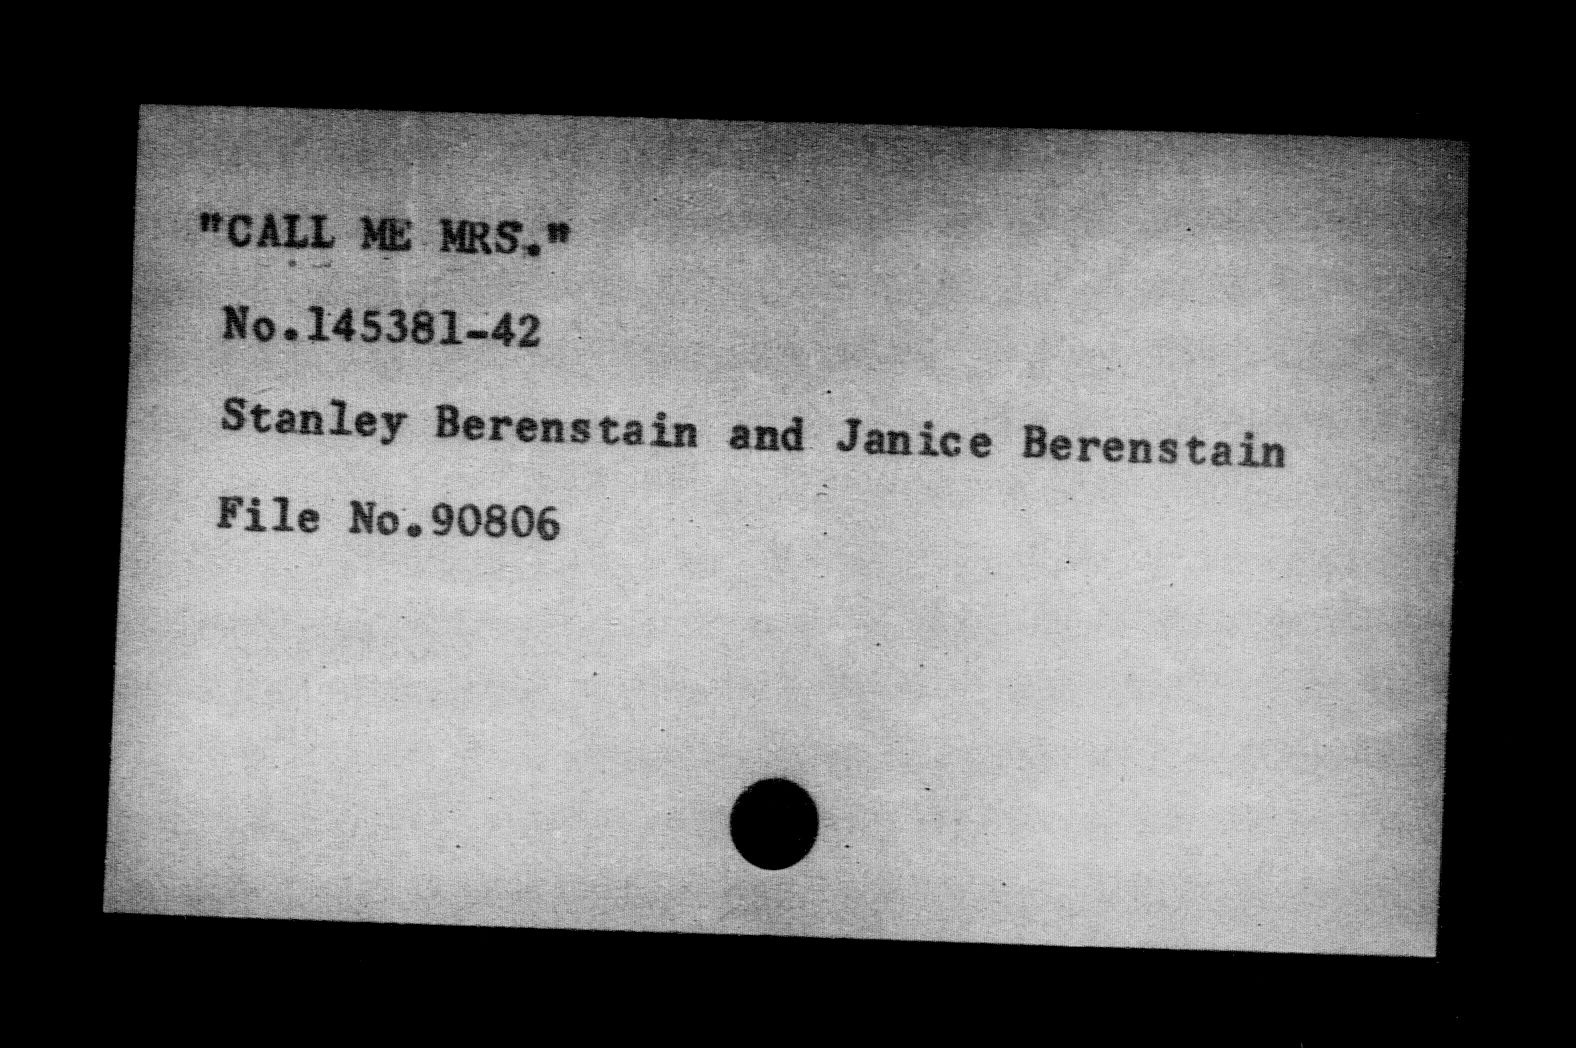 "CALL ME MRS."
No.145381-42
Stanley Berenstain and Janice Berenstain
File No.90806